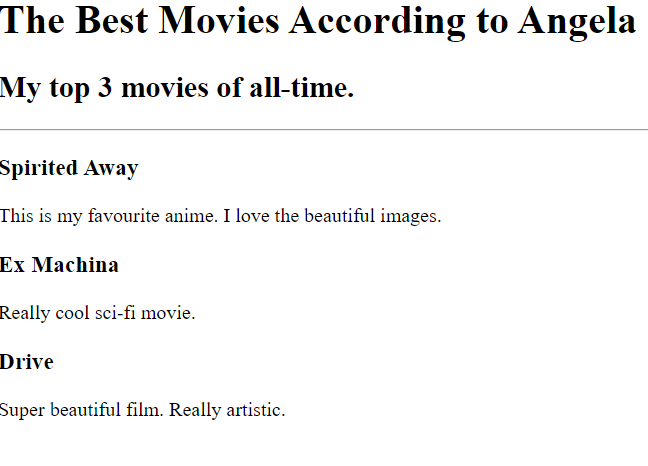 The Best Movies According to Angela
My top 3 movies of all-time.
Spirited Away
This is my favourite anime. I love the beautiful images.
Ex Machina
Really cool sci-fi movie.
Drive
Super beautiful film. Really artistic.